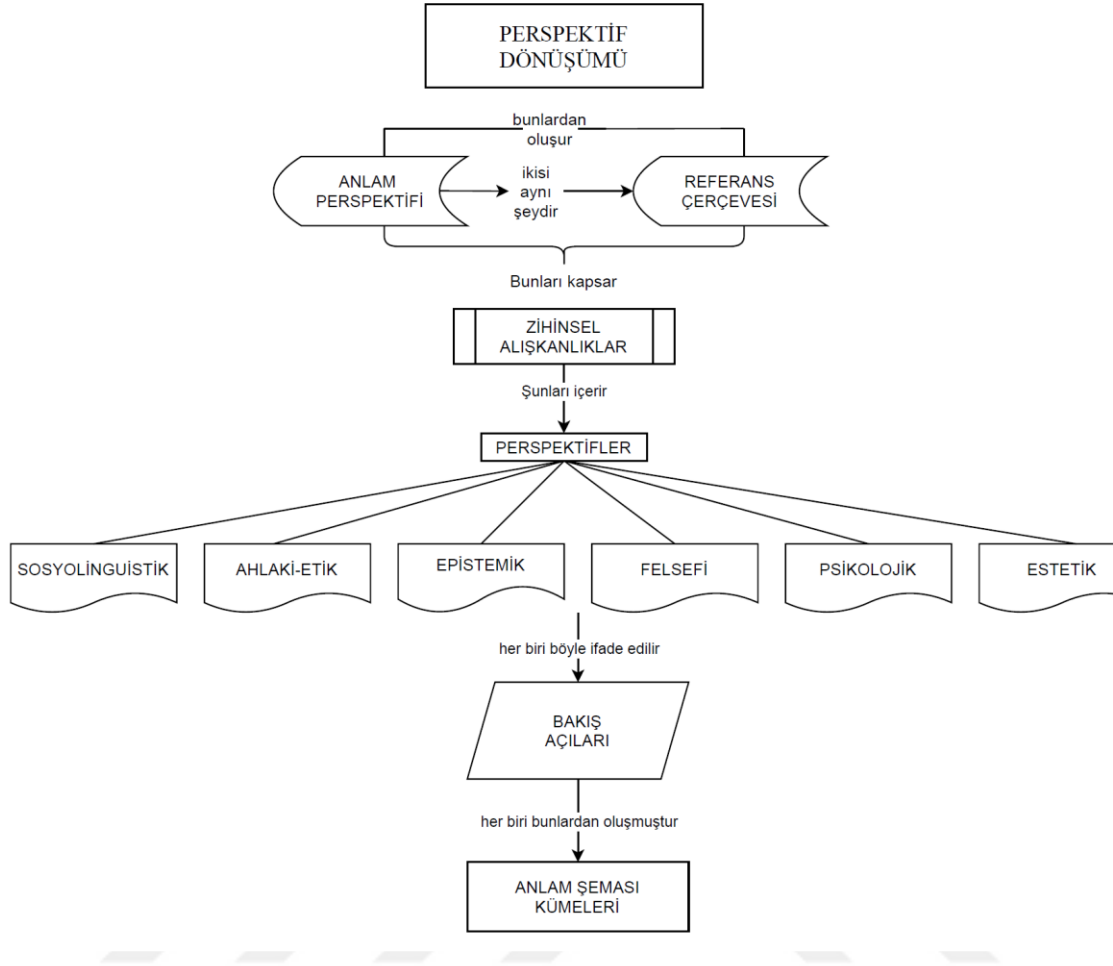 PERSPEKTİF
DÖNÜŞÜMÜ
bunlardan
oluşur
ANLAM
PERSPEKTİFİ
ikisi
aynı
şeydir
REFERANS
ÇERÇEVESİ
Bunları kapsar
ZİHİNSEL
ALIŞKANLIKLAR
Şunları içerir
PERSPEKTİFLER
SOSYOLİNGUİSTİK
AHLAKİ-ETİK
EPİSTEMİK
FELSEFİ
PSİKOLOJİK
ESTETİK
her biri böyle ifade edilir
BAKIŞ
AÇILARI
her biri bunlardan oluşmuştur
ANLAM ŞEMASI
KÜMELERİ